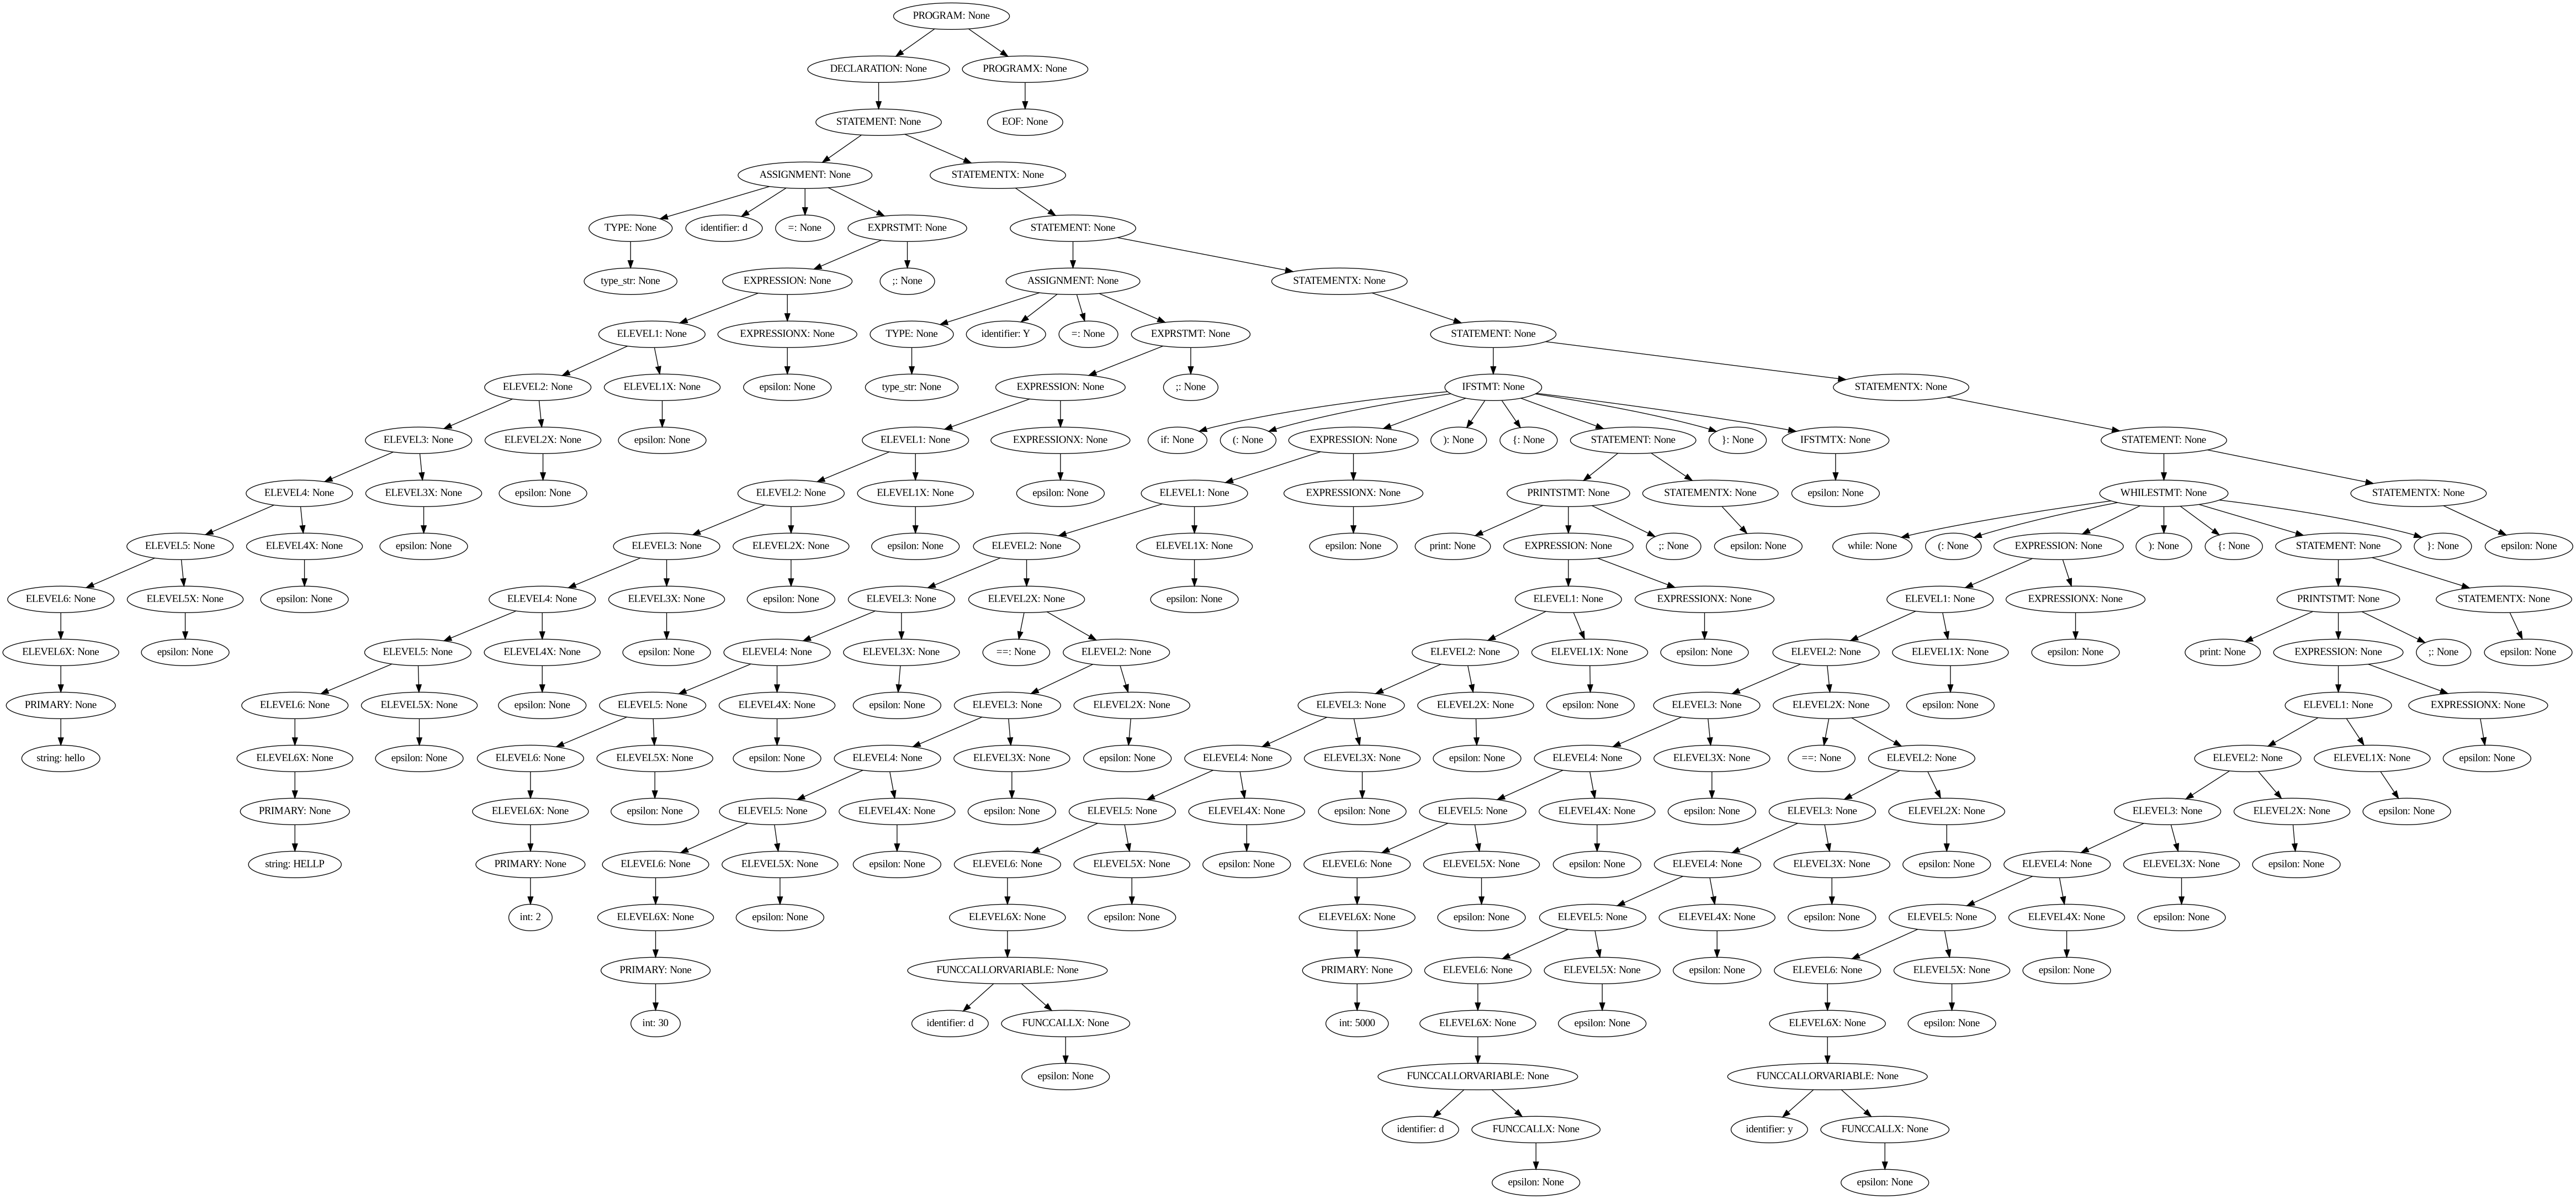 PROGRAM: None
DECLARATION: None PROGRAMX: None
STATEMENT: None EOF: None
ASSIGNMENT: None STATEMENTX: None
TYPE: None identifier: d =: None EXPRSTMT: None STATEMENT: None
type_str: None EXPRESSION: None ;: None ASSIGNMENT: None STATEMENTX: None
ELEVEL1: None EXPRESSIONX: None TYPE: None identifier: Y =: None EXPRSTMT: None STATEMENT: None
ELEVEL2: None ELEVEL1X: None epsilon: None type_str: None EXPRESSION: None ;: None IFSTMT: None STATEMENTX: None
ELEVEL3: None ELEVEL2X: None epsilon: None ELEVEL1: None EXPRESSIONX: None if: None (: None EXPRESSION: None ): None {: None STATEMENT: None }: None IFSTMTX: None STATEMENT: None
ELEVEL4: None ELEVEL3X: None epsilon: None ELEVEL2: None ELEVEL1X: None epsilon: None ELEVEL1: None EXPRESSIONX: None PRINTSTMT: None STATEMENTX: None epsilon: None WHILESTMT: None STATEMENTX: None
ELEVEL5: None ELEVEL4X: None epsilon: None ELEVEL3: None ELEVEL2X: None epsilon: None ELEVEL2: None ELEVEL1X: None epsilon: None print: None EXPRESSION: None ;: None epsilon: None while: None (: None EXPRESSION: None ): None {: None STATEMENT: None }: None epsilon: None
ELEVEL6: None ELEVEL5X: None epsilon: None ELEVEL4: None ELEVEL3X: None epsilon: None ELEVEL3: None ELEVEL2X: None epsilon: None ELEVEL1: None EXPRESSIONX: None ELEVEL1: None EXPRESSIONX: None PRINTSTMT: None STATEMENTX: None
ELEVEL6X: None epsilon: None ELEVEL5: None ELEVEL4X: None epsilon: None ELEVEL4: None ELEVEL3X: None ==: None ELEVEL2: None ELEVEL2: None ELEVEL1X: None epsilon: None ELEVEL2: None ELEVEL1X: None epsilon: None print: None EXPRESSION: None ;: None epsilon: None
PRIMARY: None ELEVEL6: None ELEVEL5X: None epsilon: None ELEVEL5: None ELEVEL4X: None epsilon: None ELEVEL3: None ELEVEL2X: None ELEVEL3: None ELEVEL2X: None epsilon: None ELEVEL3: None ELEVEL2X: None epsilon: None ELEVEL1: None EXPRESSIONX: None
string: hello ELEVEL6X: None epsilon: None ELEVEL6: None ELEVEL5X: None epsilon: None ELEVEL4: None ELEVEL3X: None epsilon: None ELEVEL4: None ELEVEL3X: None epsilon: None ELEVEL4: None ELEVEL3X: None ==: None ELEVEL2: None ELEVEL2: None ELEVEL1X: None epsilon: None
PRIMARY: None ELEVEL6X: None epsilon: None ELEVEL5: None ELEVEL4X: None epsilon: None ELEVEL5: None ELEVEL4X: None epsilon: None ELEVEL5: None ELEVEL4X: None epsilon: None ELEVEL3: None ELEVEL2X: None ELEVEL3: None ELEVEL2X: None epsilon: None
string: HELLP PRIMARY: None ELEVEL6: None ELEVEL5X: None epsilon: None ELEVEL6: None ELEVEL5X: None epsilon: None ELEVEL6: None ELEVEL5X: None epsilon: None ELEVEL4: None ELEVEL3X: None epsilon: None ELEVEL4: None ELEVEL3X: None epsilon: None
int: 2 ELEVEL6X: None epsilon: None ELEVEL6X: None epsilon: None ELEVEL6X: None epsilon: None ELEVEL5: None ELEVEL4X: None epsilon: None ELEVEL5: None ELEVEL4X: None epsilon: None
PRIMARY: None FUNCCALLORVARIABLE: None PRIMARY: None ELEVEL6: None ELEVEL5X: None epsilon: None ELEVEL6: None ELEVEL5X: None epsilon: None
int: 30 identifier: d FUNCCALLX: None int: 5000 ELEVEL6X: None epsilon: None ELEVEL6X: None epsilon: None
epsilon: None FUNCCALLORVARIABLE: None FUNCCALLORVARIABLE: None
identifier: d FUNCCALLX: None identifier: y FUNCCALLX: None
epsilon: None epsilon: None